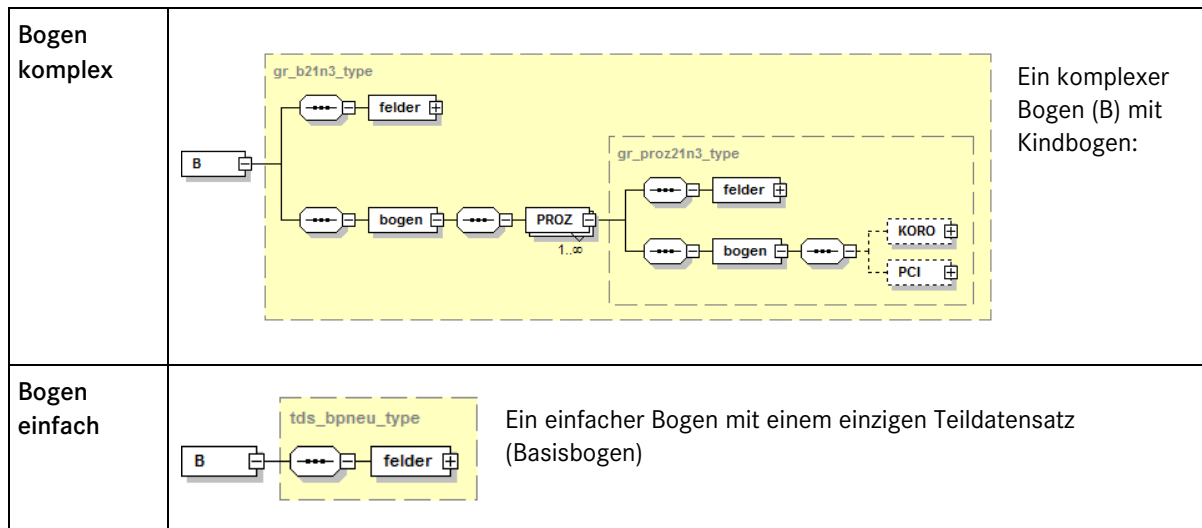 Bogen
komplex
gr_b21n3_type
felder
B
gr_proz21n3_type
felder
bogen
PROZ
1..∞
bogen
KORO
PCI
Ein komplexer
Bogen (B) mit
Kindbogen:
Bogen
einfach
tds_bpneu_type
B
felder
Ein einfacher Bogen mit einem einzigen Teildatensatz
(Basisbogen)